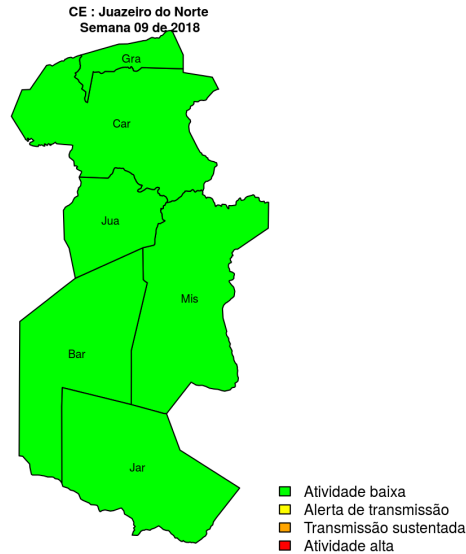 CE : Juazeiro do Norte
Semana 09 de 2018
Gra
Car
Jua
Mis
Bar
Jar
Atividade baixa
Alerta de transmissão
Transmissão sustentada
Atividade alta